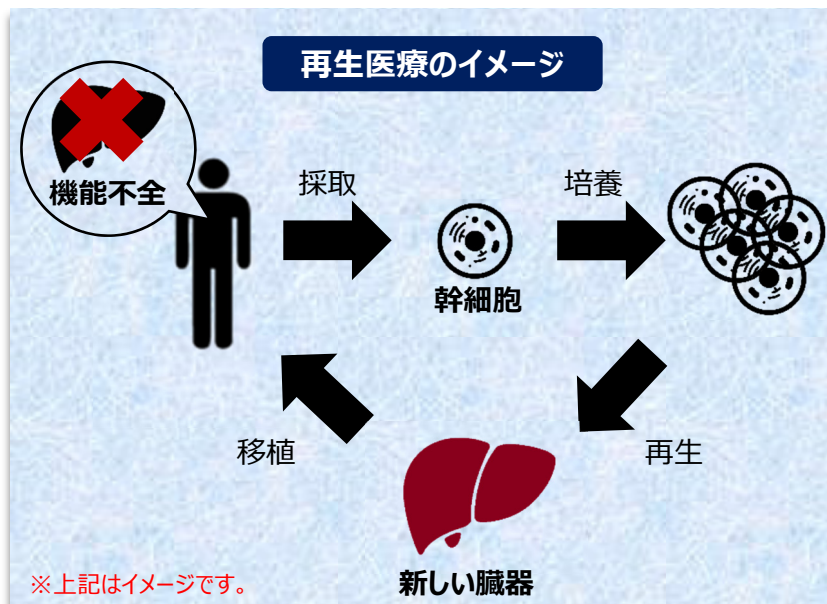 再生医療のイメージ
機能不全
採取
培養
幹細胞
移植
再生
新しい臓器
※上記はイメージです。